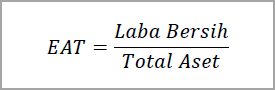 EAT = Laba Bersih / Total Aset